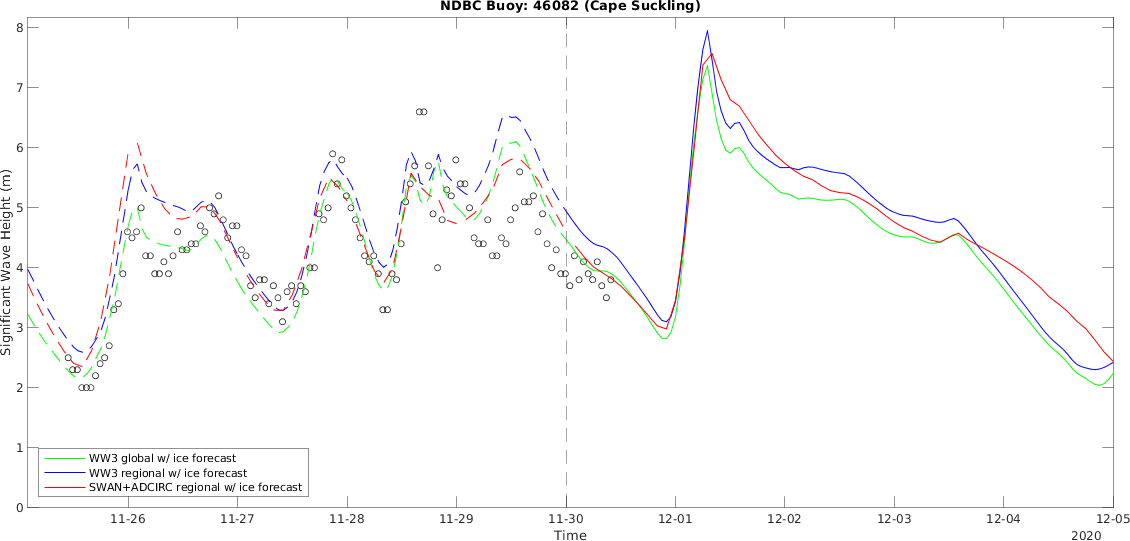 NDBC Buoy: 46082 (Cape Suckling)
8
7
6
5
4
3
2
1
0
Significant Wave Height (m)
WW3 global w/ ice forecast
WW3 regional w/ ice forecast
SWAN+ADCIRC regional w/ ice forecast
11-26 11-27 11-28 11-29 11-30 12-01 12-02 12-03 12-04 12-05
Time
2020